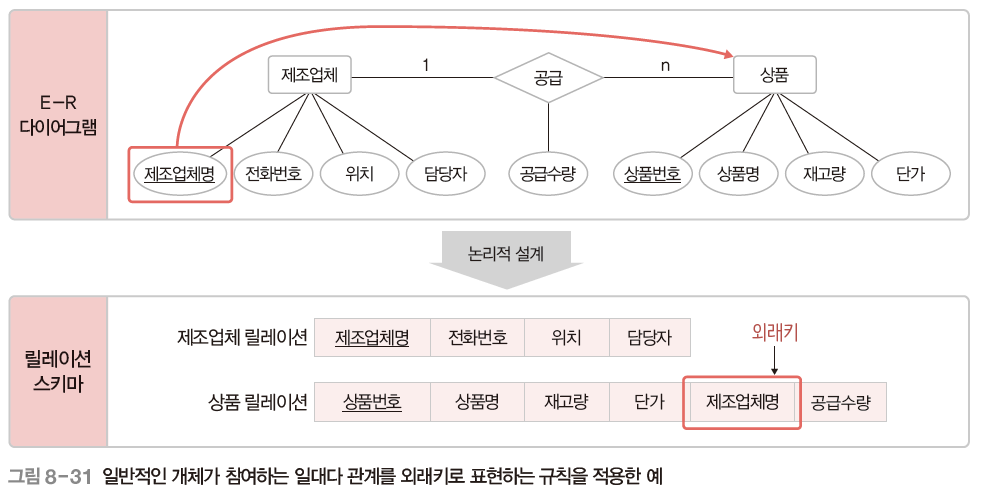 E-R
다이어그램
제조업체
1
공급
n
상품
제조업체명
전화번호
위치
담당자
공급수량
상품번호
상품명
재고량
단가
논리적 설계
릴레이션
스키마
외래키
제조업체 릴레이션 제조업체명 전화번호 위치 담당자
상품 릴레이션 상품번호 상품명 재고량 단가 제조업체명 공급수량
그림 8-31 일반적인 개체가 참여하는 일대다 관계를 외래키로 표현하는 규칙을 적용한 예